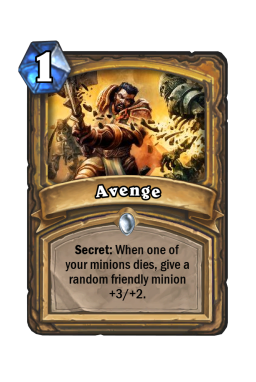 1
Avenge
Secret: When one of
your minions dies, give a
random friendly minion
+3/+2.